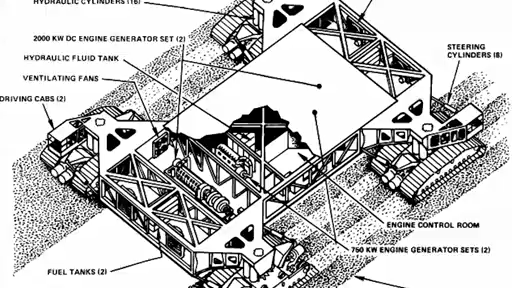 HYDRAULIC CYLINDERS (16)
2000 KW DC ENGINE GENERATOR SET (2)
HYDRAULIC FLUID TANK
VENTILATING FANS
DRIVING CABS (2)
STEERING
CYLINDERS (8)
ENGINE CONTROL ROOM
750 KW ENGINE GENERATOR SETS (2)
FUEL TANKS (2)